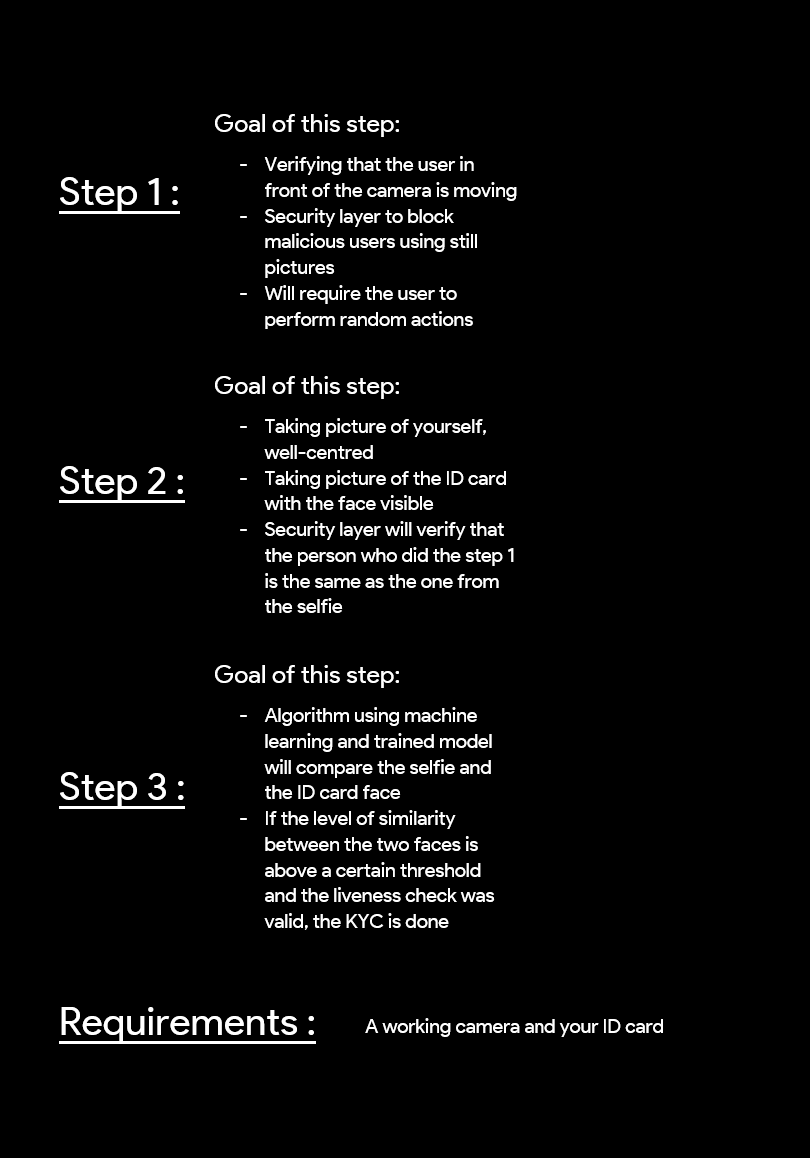 Goal of this step:
Step 1 :
- Verifying that the user in
front of the camera is moving
- Security layer to block
malicious users using still
pictures
- Will require the user to
perform random actions
Goal of this step:
Step 2 :
- Taking picture of yourself,
well-centred
- Taking picture of the ID card
with the face visible
- Security layer will verify that
the person who did the step 1
is the same as the one from
the selfie
Goal of this step:
Step 3 :
- Algorithm using machine
learning and trained model
will compare the selfie and
the ID card face
- If the level of similarity
between the two faces is
above a certain threshold
and the liveness check was
valid, the KYC is done
Requirements :
A working camera and your ID card